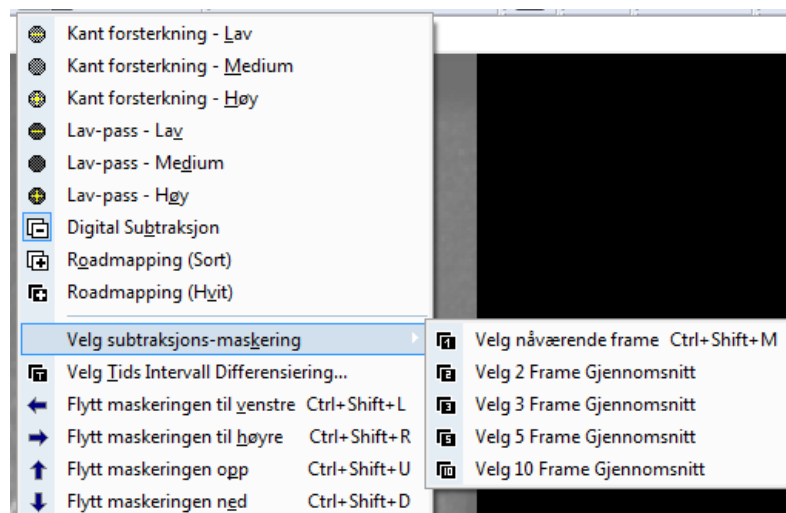 Kant forsterkning - Lav
Kant forsterkning - Medium
Kant forsterkning - Høy
Lav-pass - Lav
Lav-pass - Medium
Lav-pass - Høy
Digital Subtraksjon
Roadmapping (Sort)
Roadmapping (Hvit)
Velg subtraksjons-maskering
Velg Tids Intervall Differensiering...
Flytt maskeringen til venstre Ctrl+Shift+L
Flytt maskeringen til høyre Ctrl+Shift+R
Flytt maskeringen opp Ctrl+Shift+U
Flytt maskeringen ned Ctrl+Shift+D
Velg nåværende frame Ctrl+Shift+M
Velg 2 Frame Gjennomsnitt
Velg 3 Frame Gjennomsnitt
Velg 5 Frame Gjennomsnitt
Velg 10 Frame Gjennomsnitt